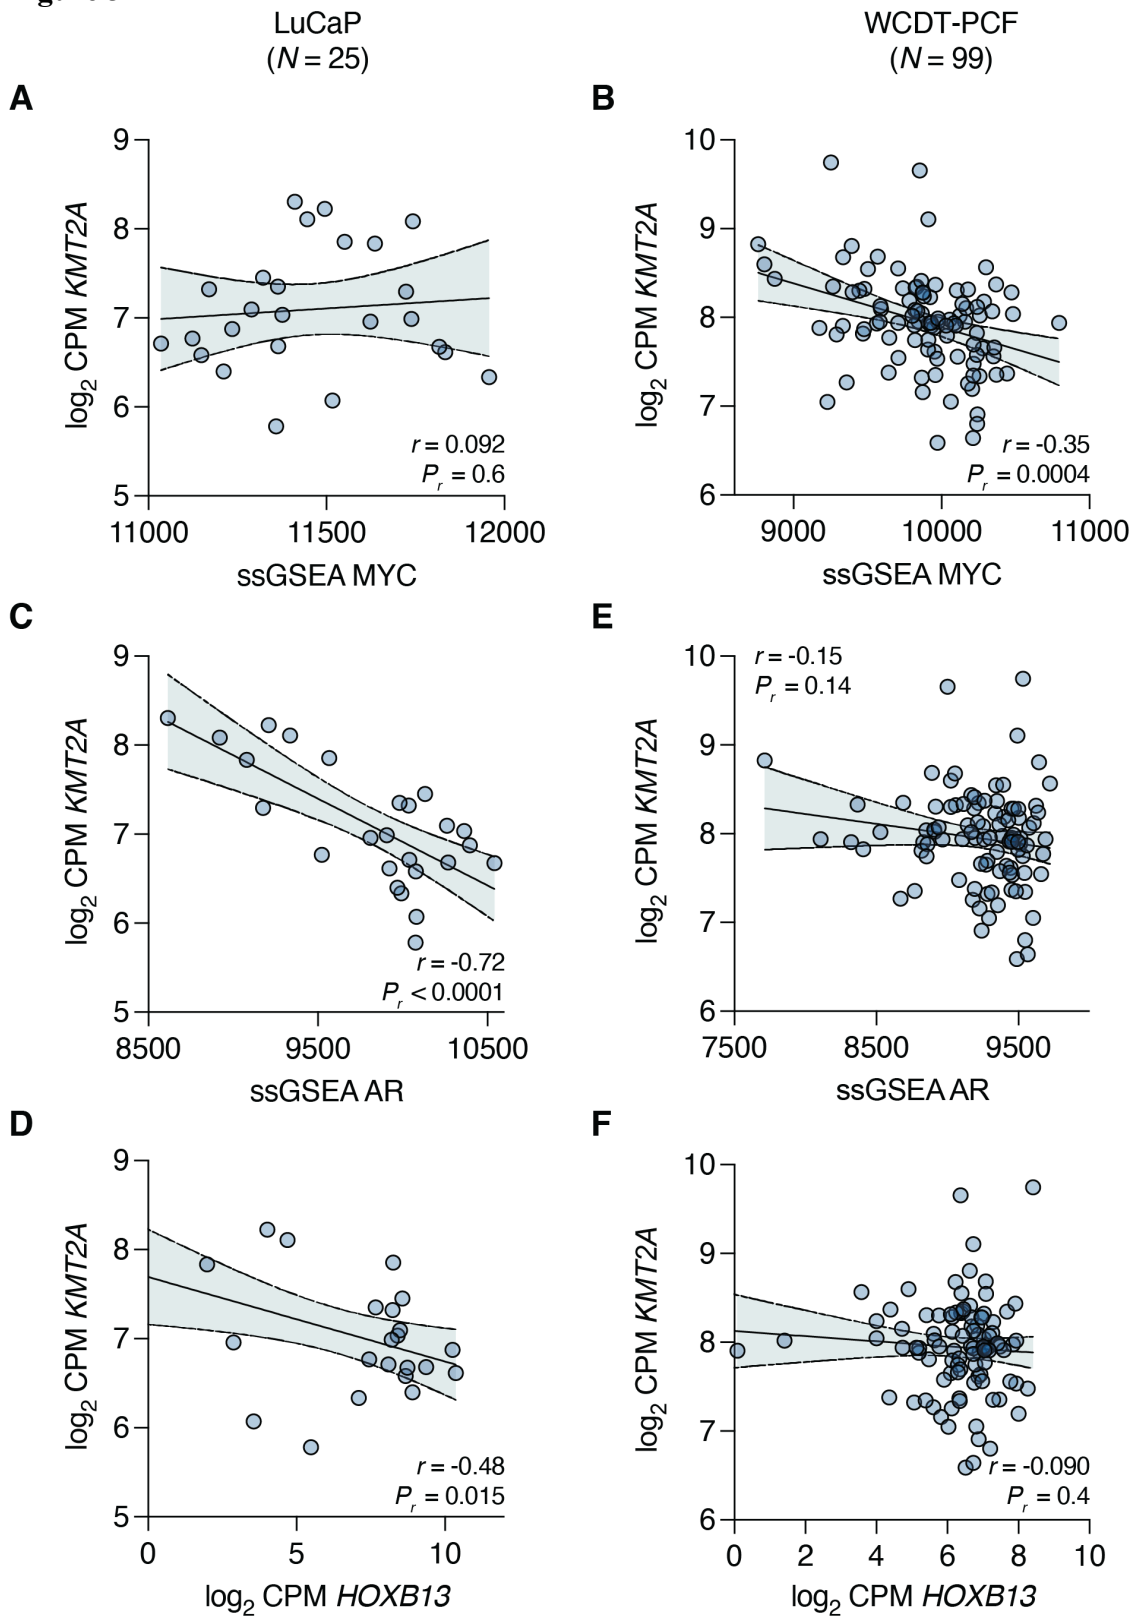 LuCaP
(N = 25)
WCDT-PCF
(N = 99)
A
9
8
7
6
5
log2 CPM KMT2A
r = 0.092
Pr = 0.6
11000
11500
12000
ssGSEA MYC
B
10
9
8
7
6
log2 CPM KMT2A
r = -0.35
Pr = 0.0004
9000
10000
11000
ssGSEA MYC
C
9
8
7
6
5
log2 CPM KMT2A
r = -0.72
Pr < 0.0001
8500
9500
10500
ssGSEA AR
E
10
9
8
7
6
log2 CPM KMT2A
r = -0.15
Pr = 0.14
7500
8500
9500
ssGSEA AR
D
9
8
7
6
5
log2 CPM KMT2A
r = -0.48
Pr = 0.015
0
5
10
log2 CPM HOXB13
F
10
9
8
7
6
log2 CPM KMT2A
r = -0.090
Pr = 0.4
0
2
4
6
8
10
log2 CPM HOXB13